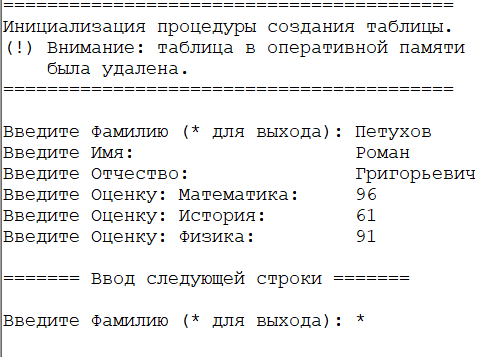 =========================================
Инициализация процедуры создания таблицы.
(!) Внимание: таблица в оперативной памяти
    была удалена.
=========================================
Введите Фамилию (* для выхода): Петухов
Введите Имя:                    Роман
Введите Отчество:               Григорьевич
Введите Оценку: Математика:     96
Введите Оценку: История:        61
Введите Оценку: Физика:         91
======= Ввод следующей строки =======
Введите Фамилию (* для выхода): *